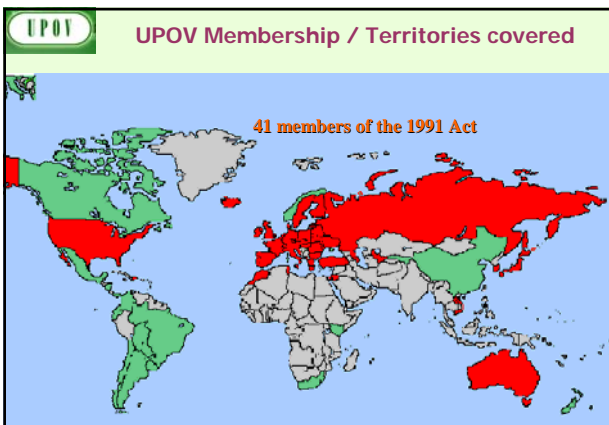 UPOV
UPOV Membership / Territories covered
41 members of the 1991 Act